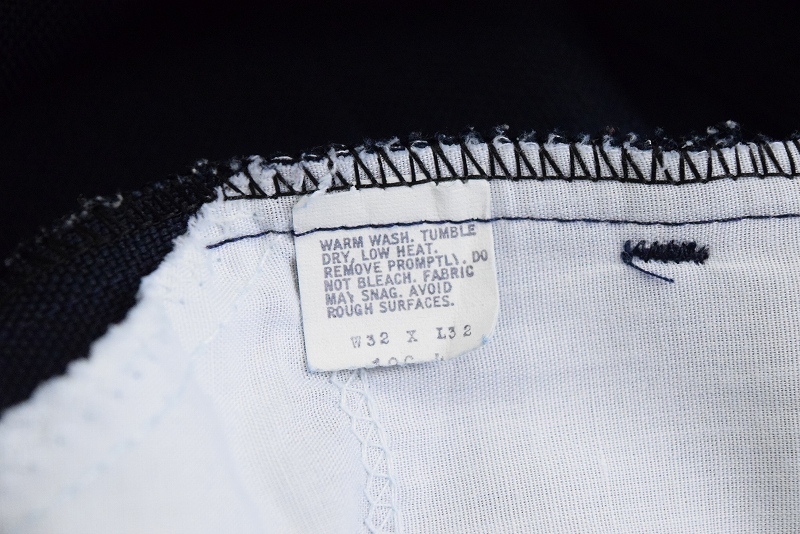 WARM WASH. TUMBLE
DRY, LOW HEAT.
REMOVE PROMPTLY. DO
NOT BLEACH. FABRIC
MAY SNAG. AVOID
ROUGH SURFACES.
W32 X L32